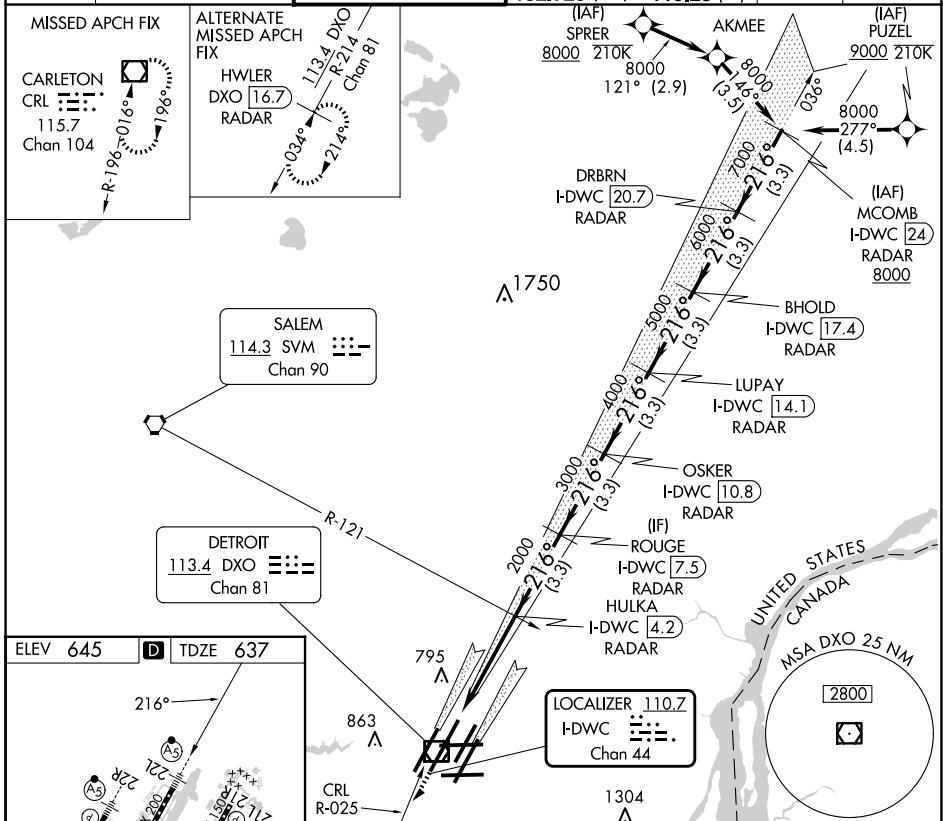 MISSED APCH FIX
CARLETON
CRL
115.7
Chan 104
R-196
016°
196°
ALTERNATE
MISSED APCH
FIX
HWLER
DXO 16.7
RADAR
113.4 DXO
R-214
Chan 81
034°
214°
(IAF)
SPRER
8000 210K
AKMEE
8000
121° (2.9)
8000
146°
(3.5)
036°
(IAF)
PUZEL
9000 210K
8000
277°
(4.5)
(IAF)
MCOMB
I-DWC 24
RADAR
8000
7000
216°
(3.3)
DRBRN
I-DWC 20.7
RADAR
6000
216°
(3.3)
BHOLD
I-DWC 17.4
RADAR
1750
5000
216°
(3.3)
LUPAY
I-DWC 14.1
RADAR
4000
216°
(3.3)
OSKER
I-DWC 10.8
RADAR
3000
216°
(3.3)
(IF)
ROUGE
I-DWC 7.5
RADAR
2000
216°
(3.3)
HULKA
I-DWC 4.2
RADAR
SALEM
114.3 SVM
Chan 90
R-121
DETROIT
113.4 DXO
Chan 81
UNITED STATES
CANADA
MSA DXO 25 NM
2800
LOCALIZER 110.7
I-DWC
Chan 44
795
863
1304
CRL
R-025
ELEV 645 D TDZE 637
216°
A5
A5
22R
22L
21L